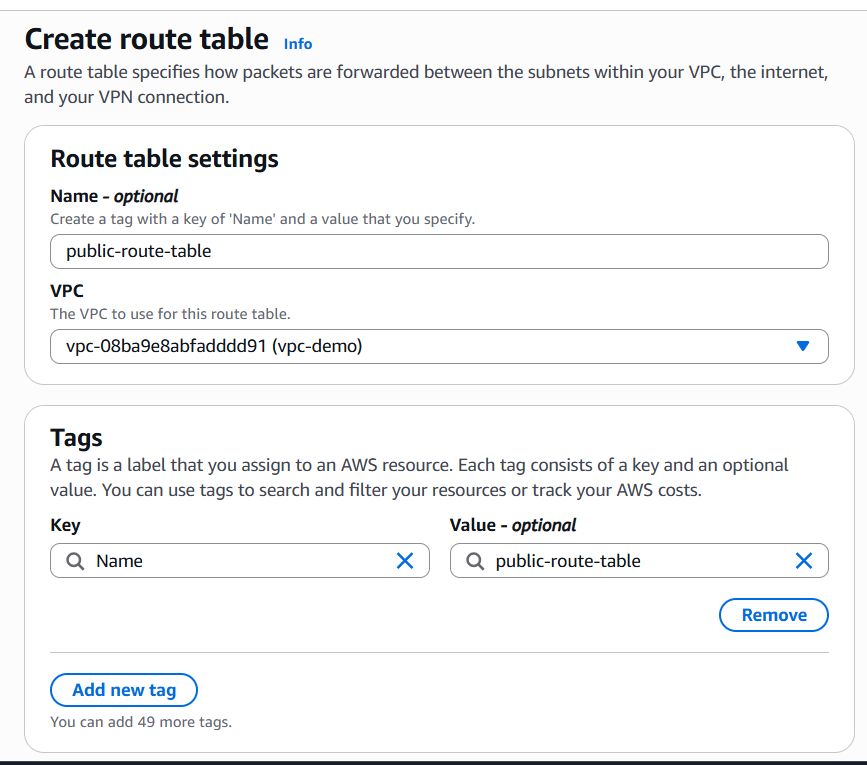 Create route table Info
A route table specifies how packets are forwarded between the subnets within your VPC, the internet,
and your VPN connection.
Route table settings
Name - optional
Create a tag with a key of 'Name' and a value that you specify.
public-route-table
VPC
The VPC to use for this route table.
vpc-08ba9e8abfadddd91 (vpc-demo)
Tags
A tag is a label that you assign to an AWS resource. Each tag consists of a key and an optional
value. You can use tags to search and filter your resources or track your AWS costs.
Key Value - optional
Name public-route-table
Remove
Add new tag
You can add 49 more tags.